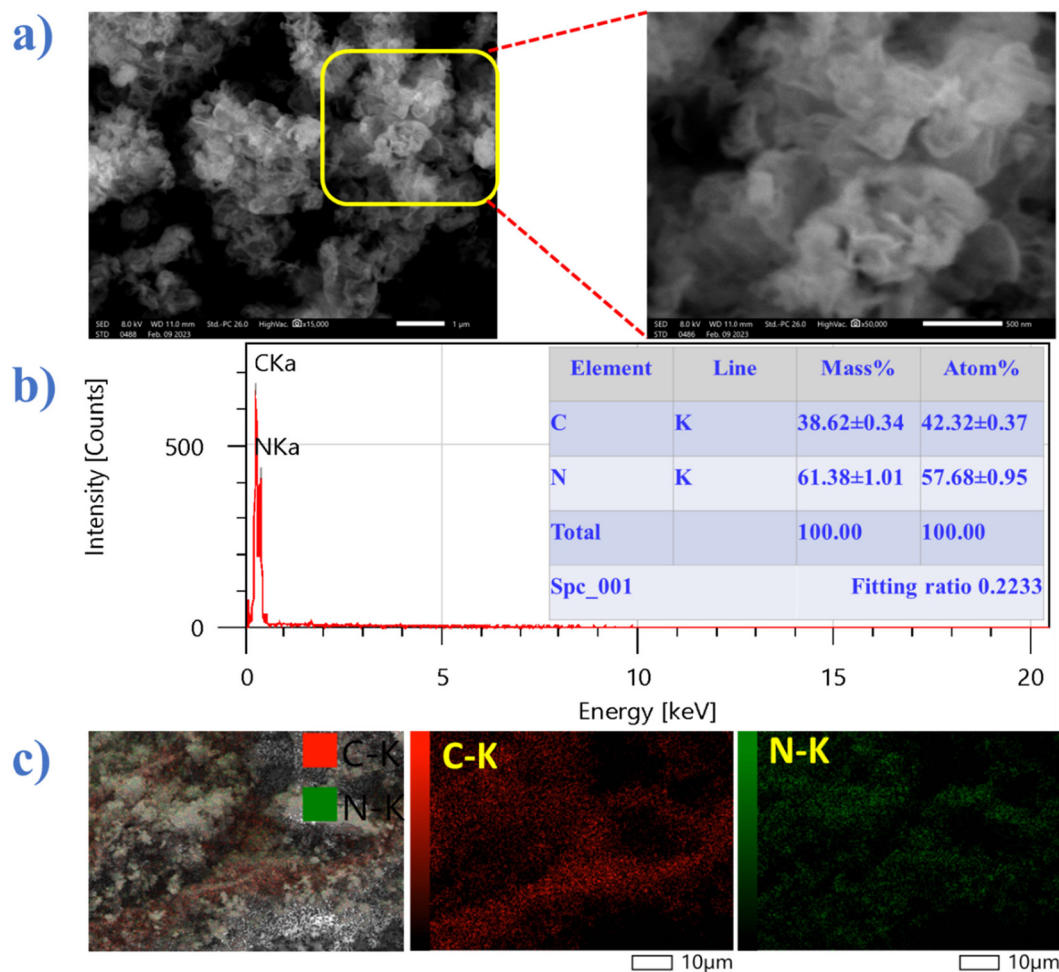 a)
SED 8.0 kV WD 11.0 mm Std.-PC 26.0 HighVac. x15,000 1 µm
STD 0488 Feb. 09 2023
SED 8.0 kV WD 11.0 mm Std.-PC 26.0 HighVac. x50,000 500 nm
STD 0486 Feb. 09 2023
b)
Intensity [Counts]
500
0
CKa
NKa
Element Line Mass% Atom%
C K 38.62±0.34 42.32±0.37
N K 61.38±1.01 57.68±0.95
Total 100.00 100.00
Spc_001 Fitting ratio 0.2233
0 5 10 15 20
Energy [keV]
c)
C-K
N-K
C-K
10µm
N-K
10µm